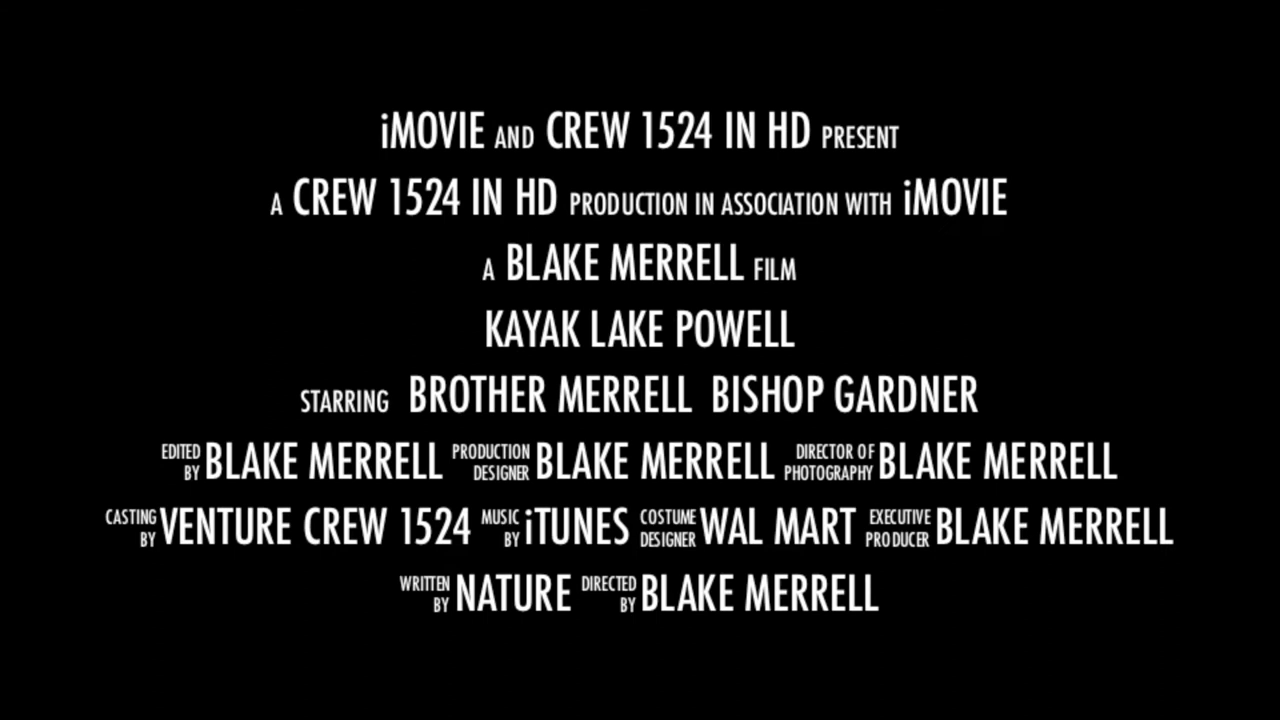 iMOVIE AND CREW 1524 IN HD PRESENT
A CREW 1524 IN HD PRODUCTION IN ASSOCIATION WITH iMOVIE
A BLAKE MERRELL FILM
KAYAK LAKE POWELL
STARRING BROTHER MERRELL BISHOP GARDNER
EDITED BY BLAKE MERRELL PRODUCTION DESIGNER BLAKE MERRELL DIRECTOR OF PHOTOGRAPHY BLAKE MERRELL
CASTING BY VENTURE CREW 1524 MUSIC BY iTUNES COSTUME DESIGNER WAL MART EXECUTIVE PRODUCER BLAKE MERRELL
WRITTEN BY NATURE DIRECTED BY BLAKE MERRELL